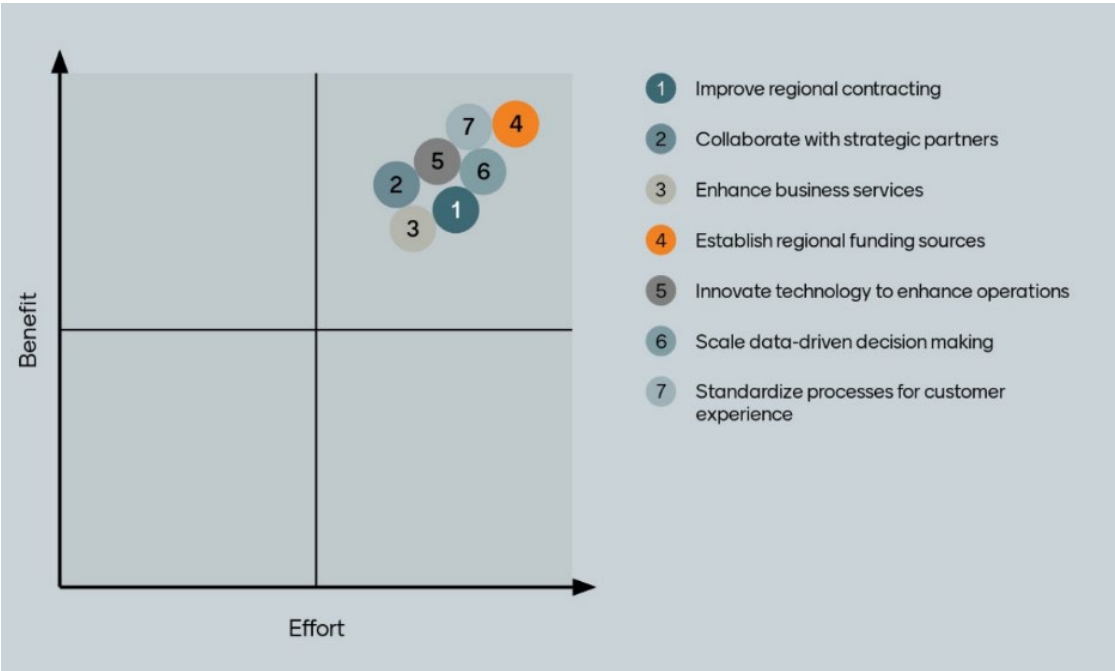 7
4
5
6
2
1
3
Benefit
Effort
1 Improve regional contracting
2 Collaborate with strategic partners
3 Enhance business services
4 Establish regional funding sources
5 Innovate technology to enhance operations
6 Scale data-driven decision making
7 Standardize processes for customer
experience